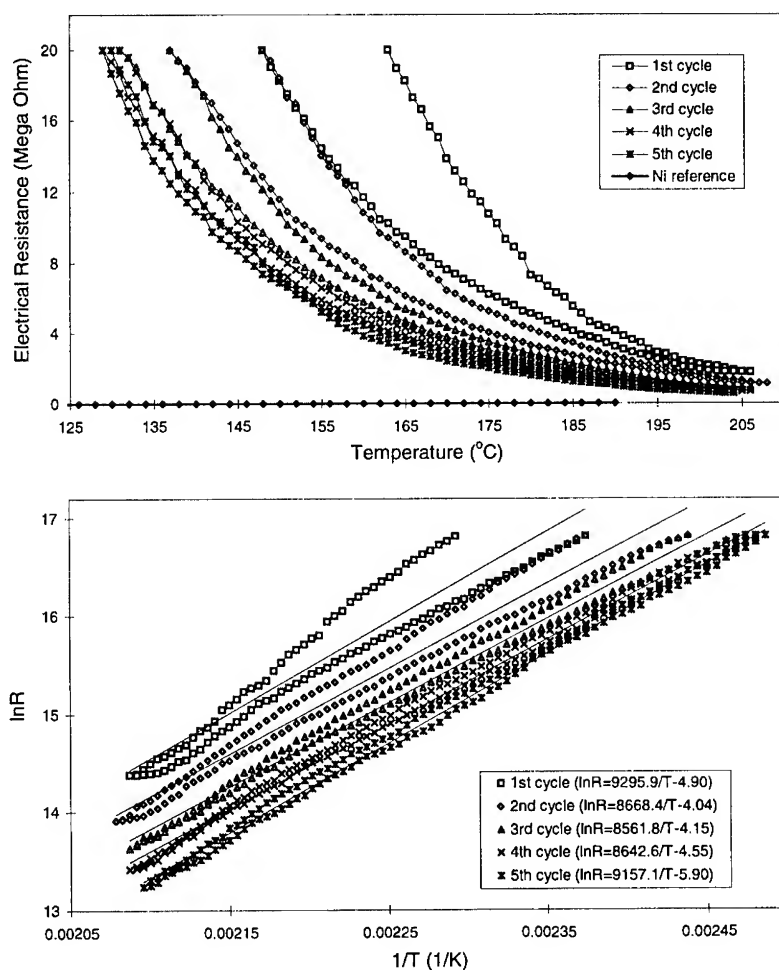 20
16
12
8
4
0
Electrical Resistance (Mega Ohm)
1st cycle
2nd cycle
3rd cycle
4th cycle
5th cycle
Ni reference
125 135 145 155 165 175 185 195 205
Temperature (°C)
17
16
15
14
13
lnR
1st cycle (lnR=9295.9/T-4.90)
2nd cycle (lnR=8668.4/T-4.04)
3rd cycle (lnR=8561.8/T-4.15)
4th cycle (lnR=8642.6/T-4.55)
5th cycle (lnR=9157.1/T-5.90)
0.00205 0.00215 0.00225 0.00235 0.00245
1/T (1/K)